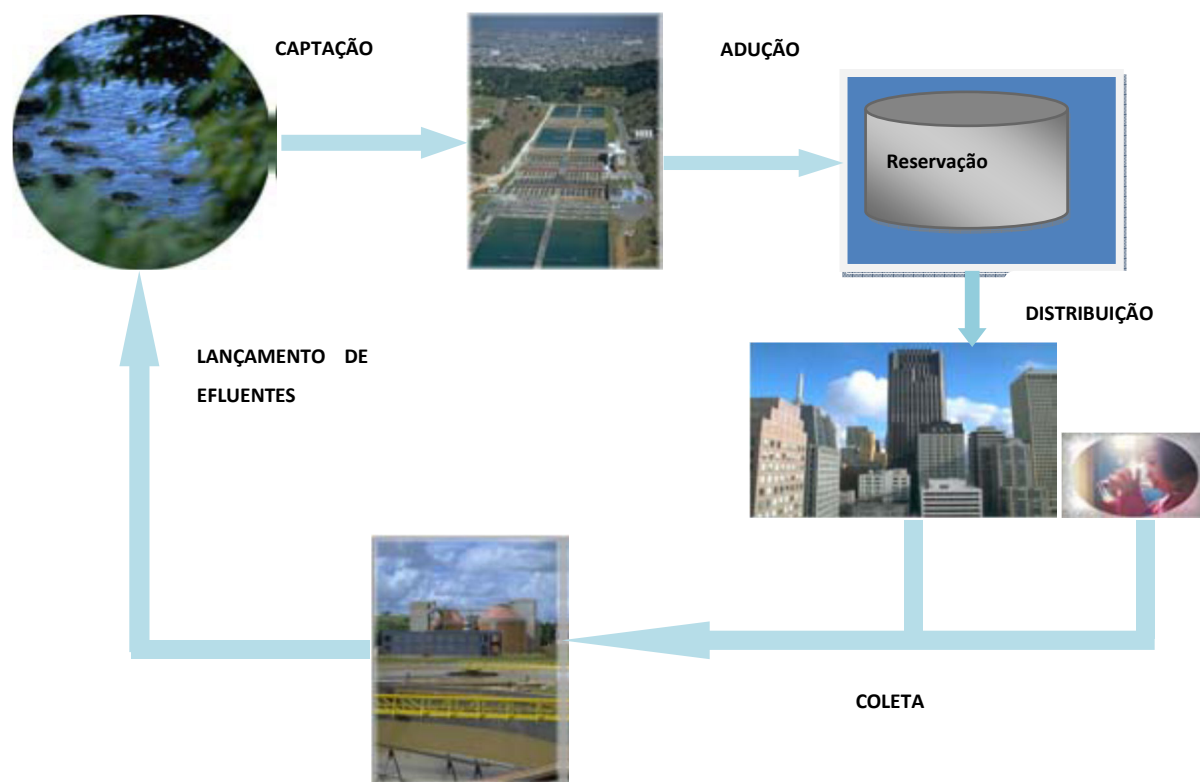 CAPTAÇÃO
ADUÇÃO
Reservação
DISTRIBUIÇÃO
LANÇAMENTO DE
EFLUENTES
COLETA